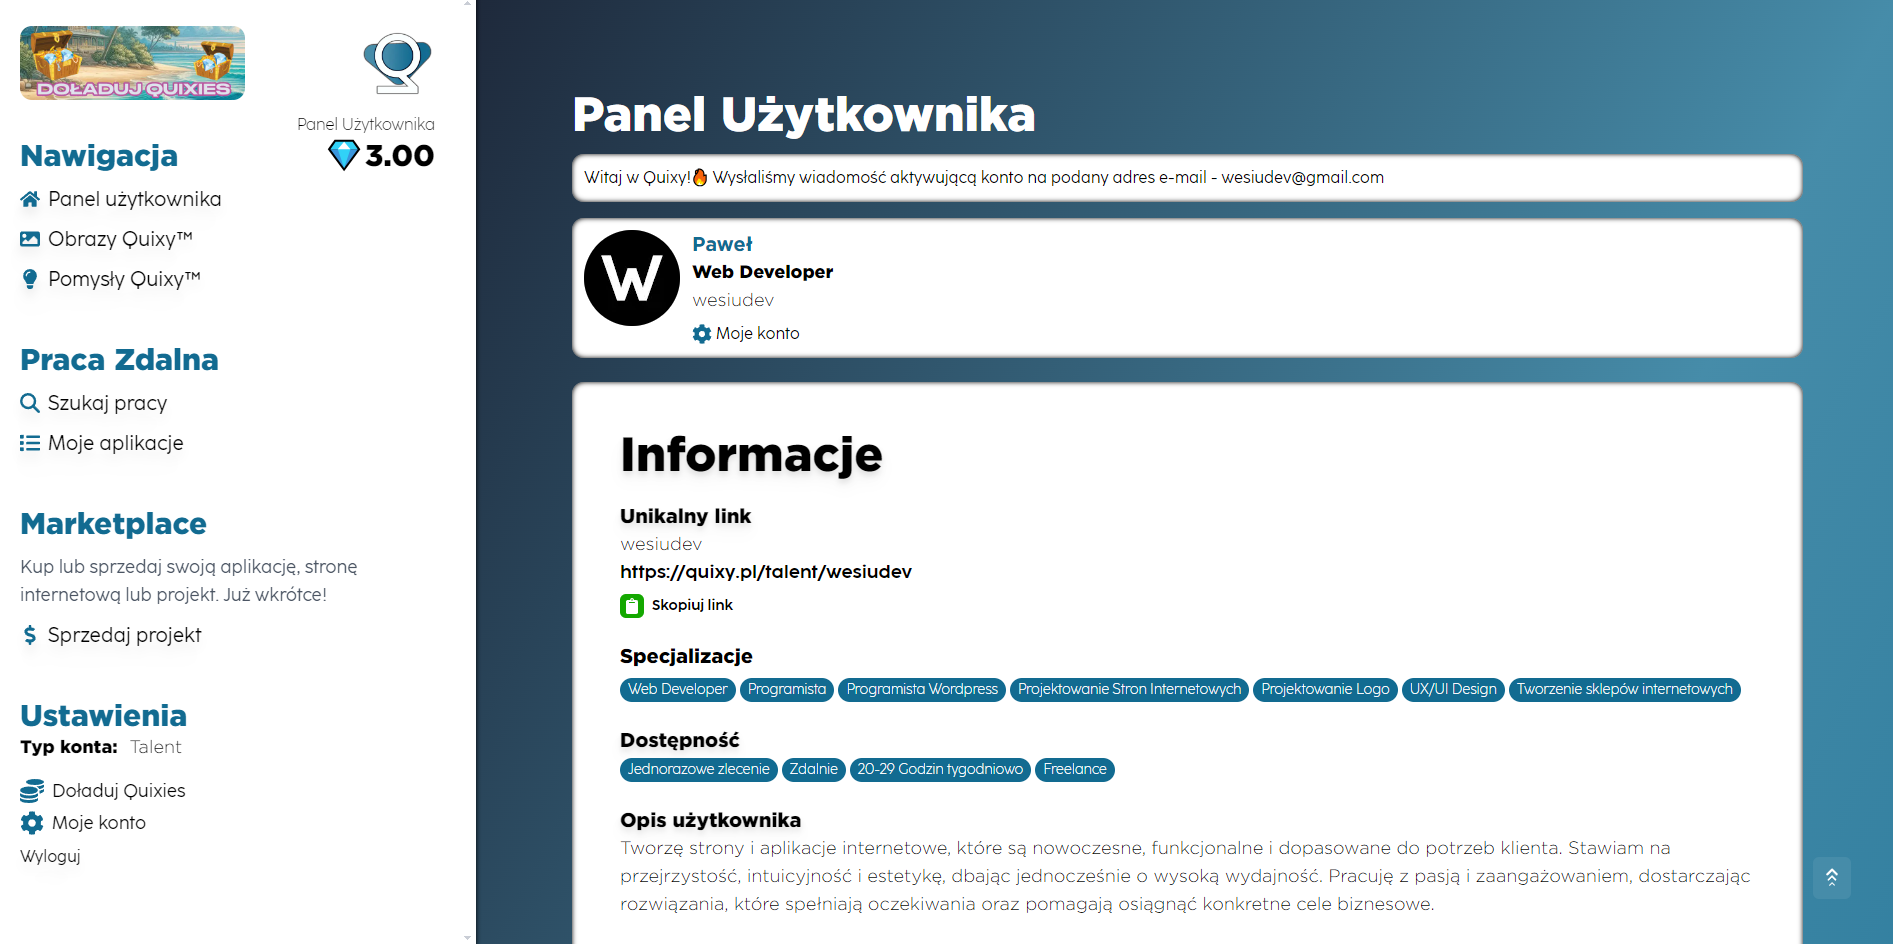 DOŁADUJ QUIXIES
Panel Użytkownika
3.00
Nawigacja
Panel użytkownika
Obrazy Quixy™
Pomysły Quixy™
Praca Zdalna
Szukaj pracy
Moje aplikacje
Marketplace
Kup lub sprzedaj swoją aplikację, stronę
internetową lub projekt. Już wkrótce!
Sprzedaj projekt
Ustawienia
Typ konta: Talent
Doładuj Quixies
Moje konto
Wyloguj
Panel Użytkownika
Witaj w Quixy!🔥 Wysłaliśmy wiadomość aktywującą konto na podany adres e-mail - wesiudev@gmail.com
W
Paweł
Web Developer
wesiudev
Moje konto
Informacje
Unikalny link
wesiudev
https://quixy.pl/talent/wesiudev
Skopiuj link
Specjalizacje
Web Developer Programista Programista Wordpress Projektowanie Stron Internetowych Projektowanie Logo UX/UI Design Tworzenie sklepów internetowych
Dostępność
Jednorazowe zlecenie Zdalnie 20-29 Godzin tygodniowo Freelance
Opis użytkownika
Tworzę strony i aplikacje internetowe, które są nowoczesne, funkcjonalne i dopasowane do potrzeb klienta. Stawiam na
przejrzystość, intuicyjność i estetykę, dbając jednocześnie o wysoką wydajność. Pracuję z pasją i zaangażowaniem, dostarczając
rozwiązania, które spełniają oczekiwania oraz pomagają osiągnąć konkretne cele biznesowe.